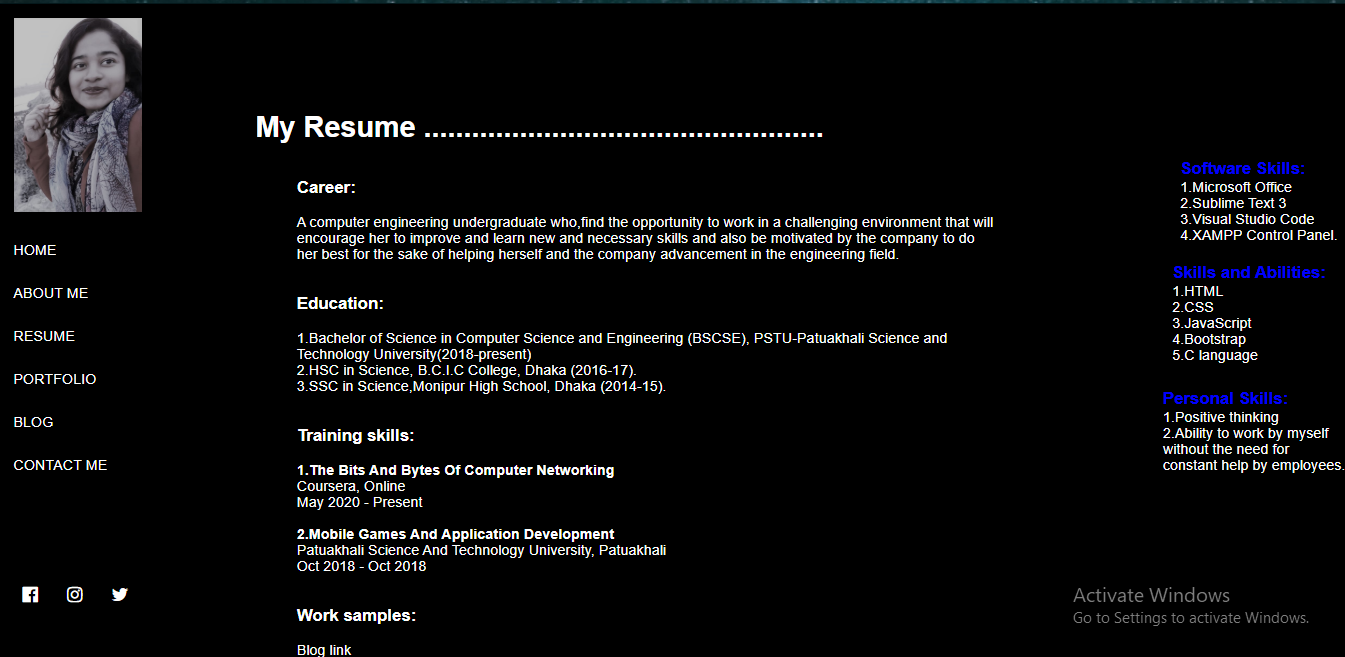 HOME
ABOUT ME
RESUME
PORTFOLIO
BLOG
CONTACT ME
My Resume ..................................................
Career:
A computer engineering undergraduate who,find the opportunity to work in a challenging environment that will
encourage her to improve and learn new and necessary skills and also be motivated by the company to do
her best for the sake of helping herself and the company advancement in the engineering field.
Education:
1.Bachelor of Science in Computer Science and Engineering (BSCSE), PSTU-Patuakhali Science and
Technology University(2018-present)
2.HSC in Science, B.C.I.C College, Dhaka (2016-17).
3.SSC in Science,Monipur High School, Dhaka (2014-15).
Training skills:
1.The Bits And Bytes Of Computer Networking
Coursera, Online
May 2020 - Present
2.Mobile Games And Application Development
Patuakhali Science And Technology University, Patuakhali
Oct 2018 - Oct 2018
Work samples:
Blog link
Software Skills:
1.Microsoft Office
2.Sublime Text 3
3.Visual Studio Code
4.XAMPP Control Panel.
Skills and Abilities:
1.HTML
2.CSS
3.JavaScript
4.Bootstrap
5.C language
Personal Skills:
1.Positive thinking
2.Ability to work by myself
without the need for
constant help by employees.
Activate Windows
Go to Settings to activate Windows.